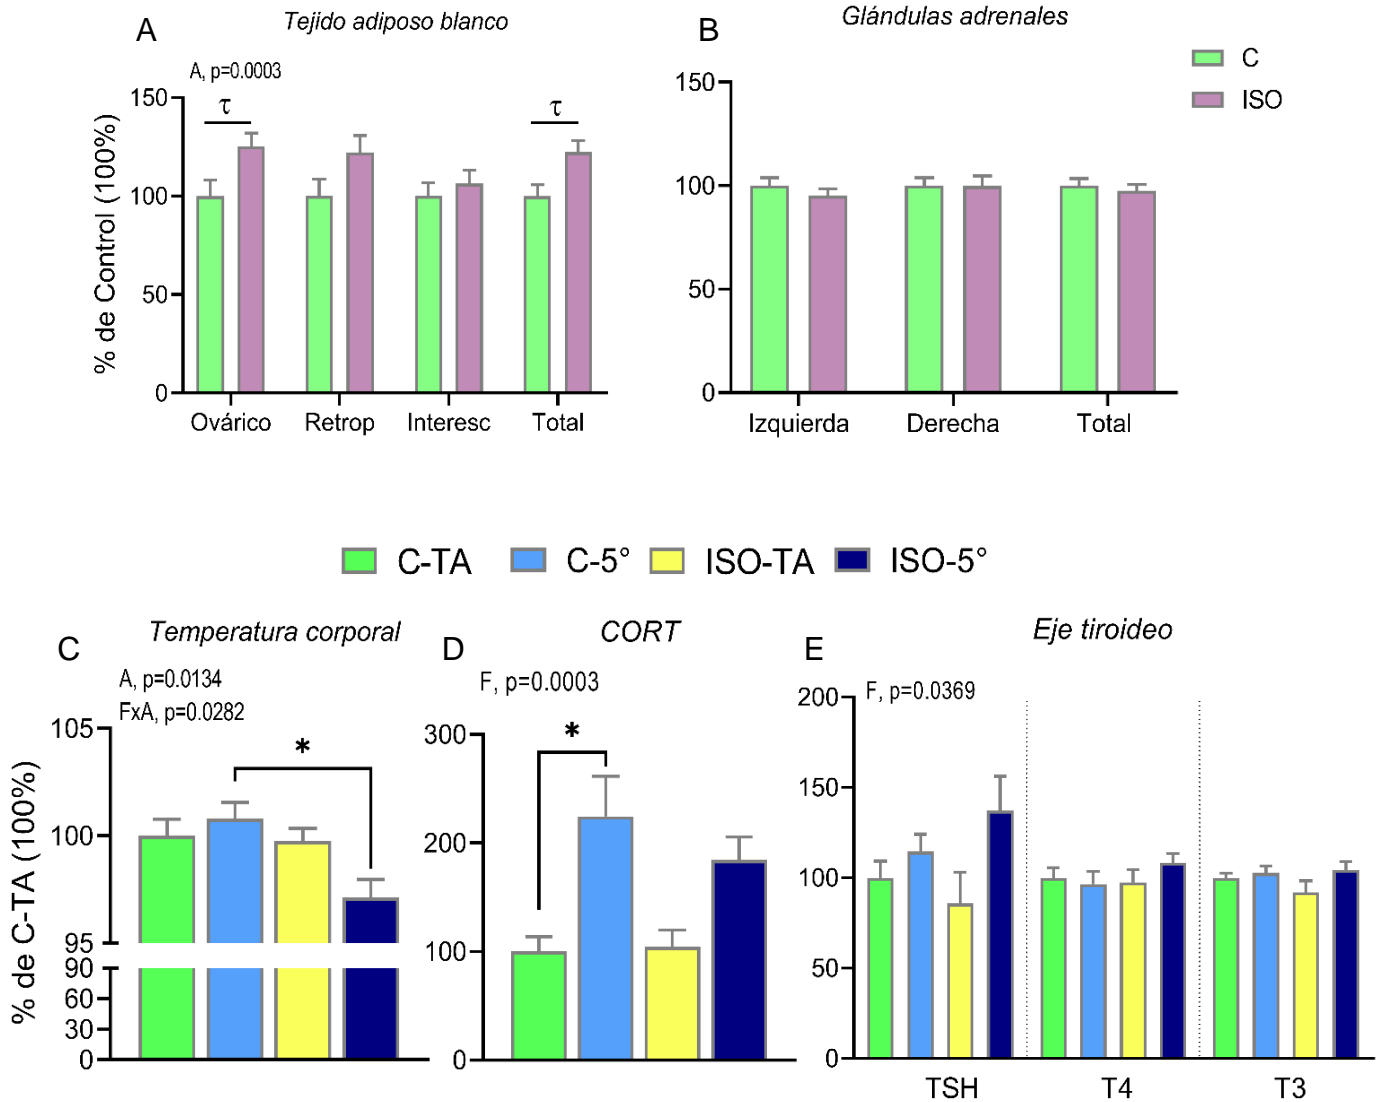 A
Tejido adiposo blanco
A, p=0.0003
% de Control (100%)
150
100
50
0
τ
τ
Ovárico
Retrop
Interesc
Total
B
Glándulas adrenales
150
100
50
0
Izquierda
Derecha
Total
C
ISO
C-TA
C-5°
ISO-TA
ISO-5°
C
Temperatura corporal
A, p=0.0134
FxA, p=0.0282
% de C-TA (100%)
105
100
95
90
60
30
0
*
D
CORT
F, p=0.0003
300
200
100
0
*
E
Eje tiroideo
F, p=0.0369
200
150
100
50
0
TSH
T4
T3